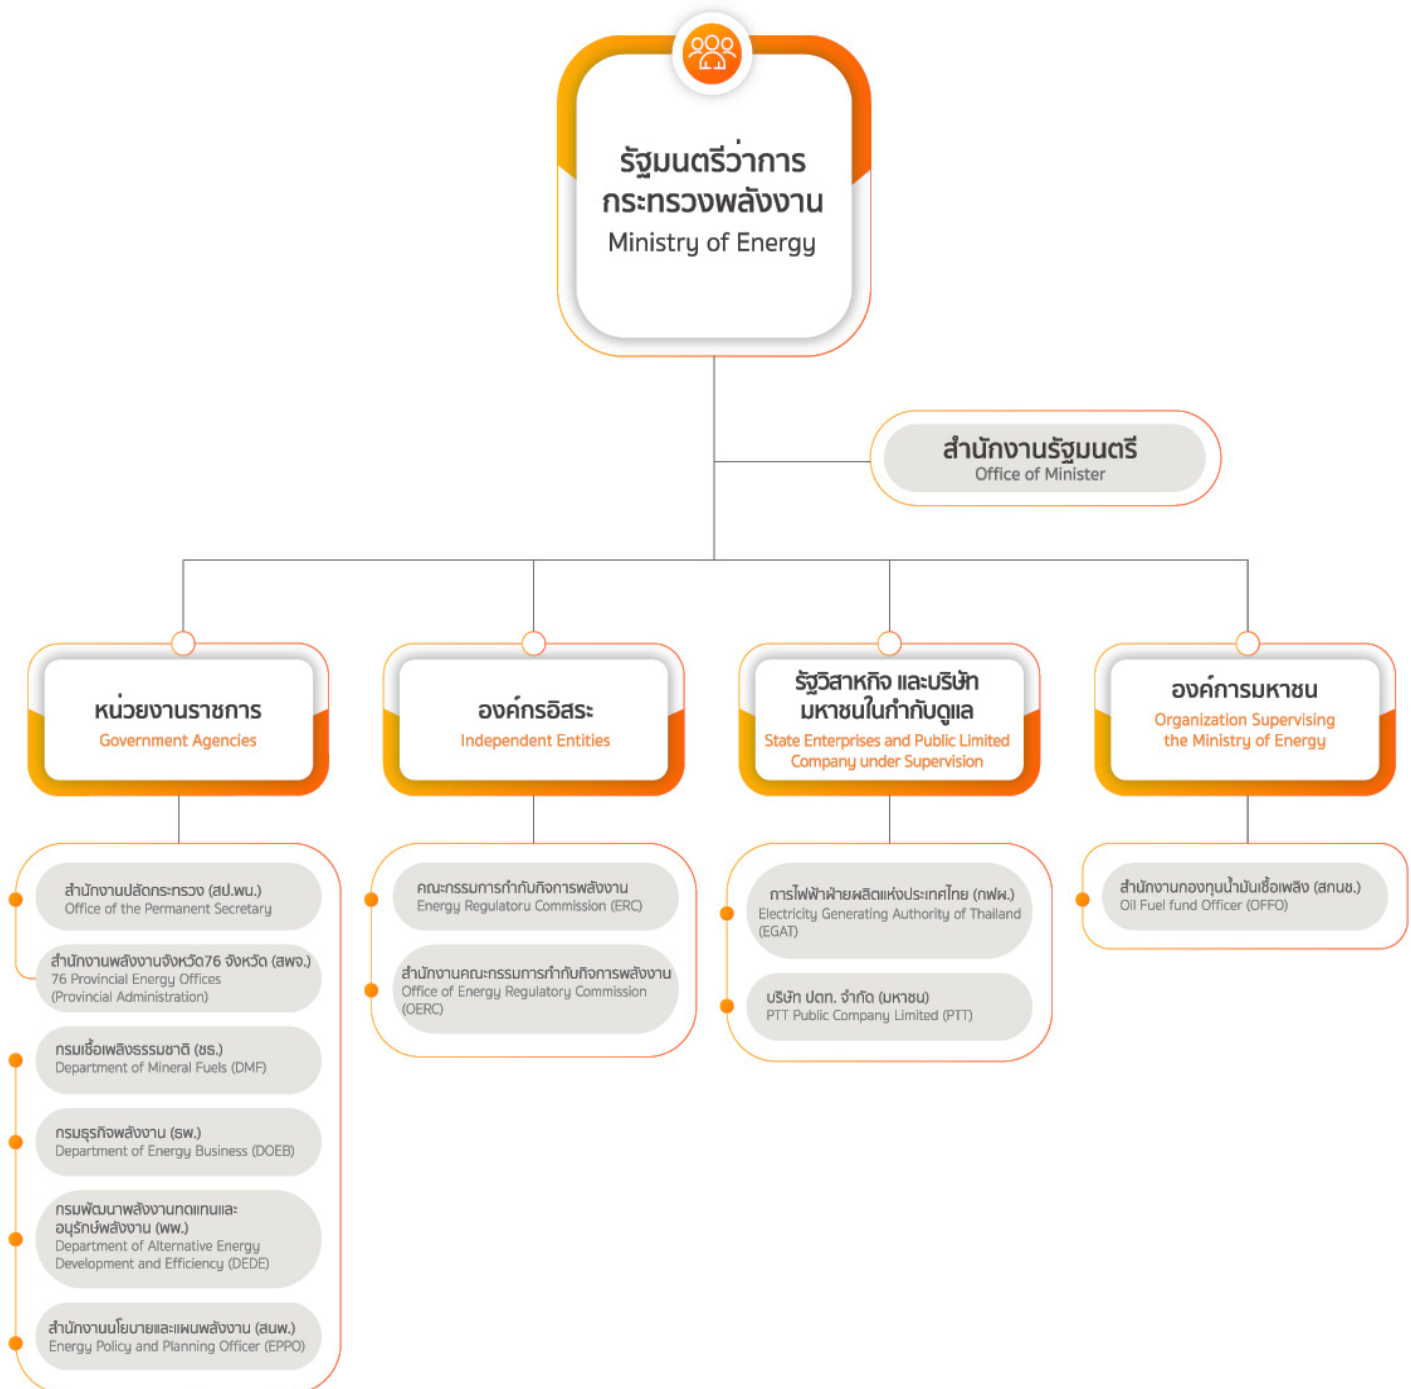 รัฐมนตรีว่าการ
กระทรวงพลังงาน
Ministry of Energy
สำนักงานรัฐมนตรี
Office of Minister
หน่วยงานราชการ
Government Agencies
สำนักงานปลัดกระทรวง (สป.พน.)
Office of the Permanent Secretary
สำนักงานพลังงานจังหวัด76 จังหวัด (สพจ.)
76 Provincial Energy Offices
(Provincial Administration)
กรมเชื้อเพลิงธรรมชาติ (ชธ.)
Department of Mineral Fuels (DMF)
กรมธุรกิจพลังงาน (ธพ.)
Department of Energy Business (DOEB)
กรมพัฒนาพลังงานทดแทนและ
อนุรักษ์พลังงาน (พพ.)
Department of Alternative Energy
Development and Efficiency (DEDE)
สำนักงานนโยบายและแผนพลังงาน (สนพ.)
Energy Policy and Planning Officer (EPPO)
องค์กรอิสระ
Independent Entities
คณะกรรมการกำกับกิจการพลังงาน
Energy Regulatoru Commission (ERC)
สำนักงานคณะกรรมการกำกับกิจการพลังงาน
Office of Energy Regulatory Commission
(OERC)
รัฐวิสาหกิจ และบริษัท
มหาชนในกำกับดูแล
State Enterprises and Public Limited
Company under Supervision
การไฟฟ้าฝ่ายผลิตแห่งประเทศไทย (กฟผ.)
Electricity Generating Authority of Thailand
(EGAT)
บริษัท ปตท. จำกัด (มหาชน)
PTT Public Company Limited (PTT)
องค์การมหาชน
Organization Supervising
the Ministry of Energy
สำนักงานกองทุนน้ำมันเชื้อเพลิง (สกนช.)
Oil Fuel fund Officer (OFFO)